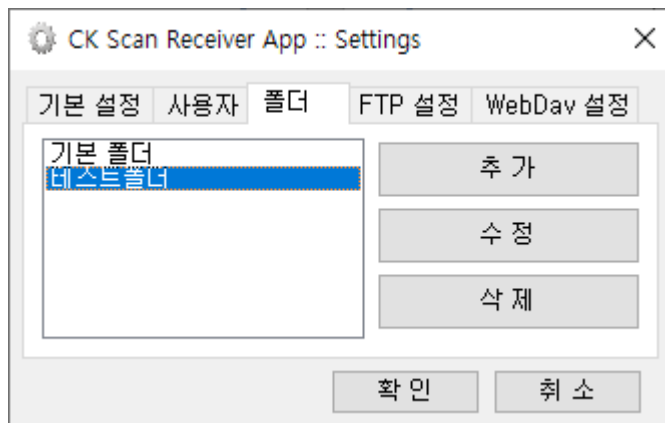 CK Scan Receiver App :: Settings
기본 설정 사용자 폴더 FTP 설정 WebDav 설정
기본 폴더
테스트폴더
추 가
수 정
삭 제
확 인 취 소